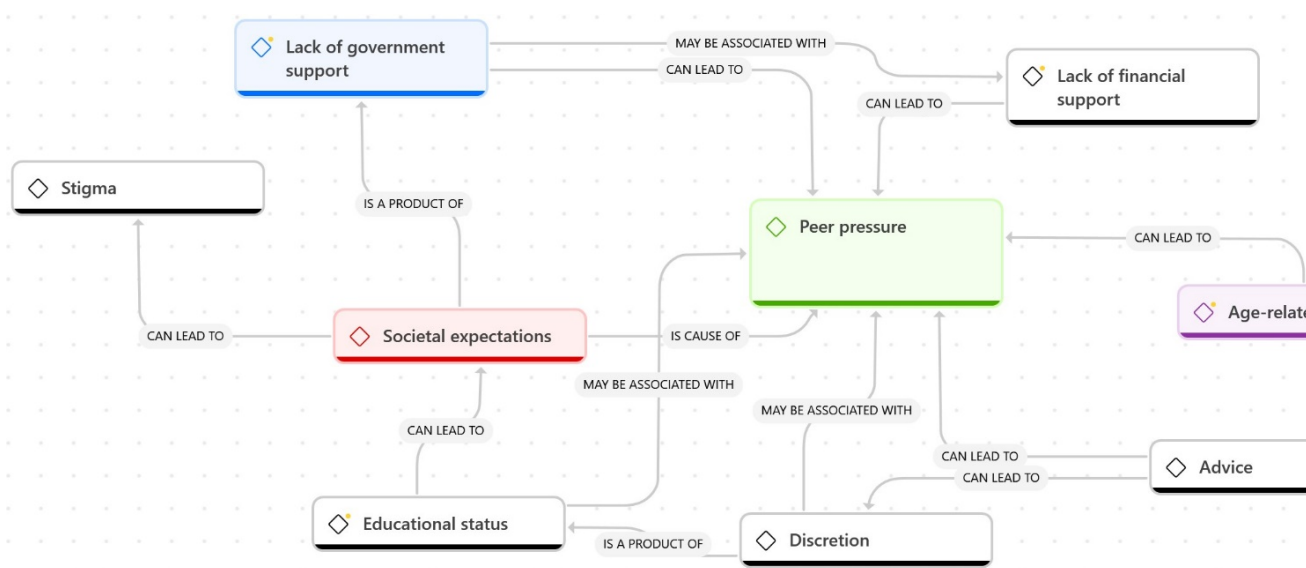 Lack of government
support
MAY BE ASSOCIATED WITH
CAN LEAD TO
Lack of financial
support
CAN LEAD TO
Stigma
IS A PRODUCT OF
Peer pressure
CAN LEAD TO
Age-relate
CAN LEAD TO
Societal expectations
IS CAUSE OF
MAY BE ASSOCIATED WITH
MAY BE ASSOCIATED WITH
CAN LEAD TO
CAN LEAD TO
Advice
CAN LEAD TO
Educational status
Discretion
IS A PRODUCT OF